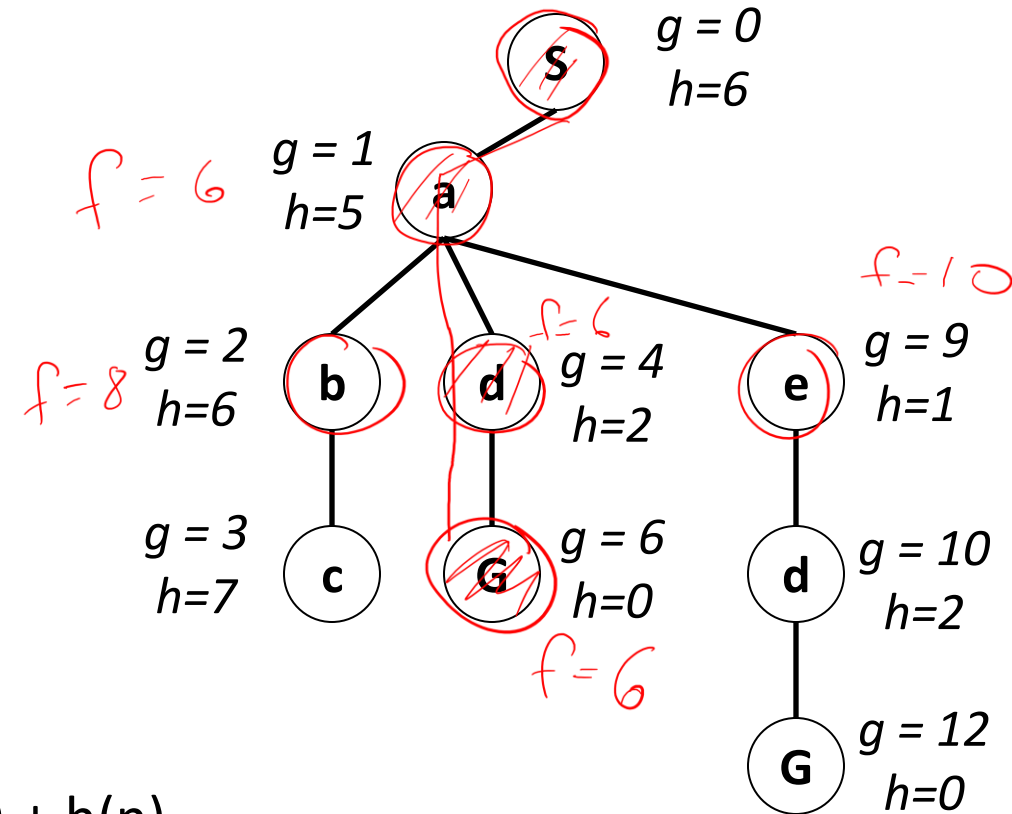 S
g = 0
h=6
g = 1
h=5
f = 6
a
f=10
g = 2
h=6
f=8
b
f=6
d
g = 4
h=2
e
g = 9
h=1
g = 3
h=7
c
G
g = 6
h=0
f=6
d
g = 10
h=2
G
g = 12
h=0
+ h(n)